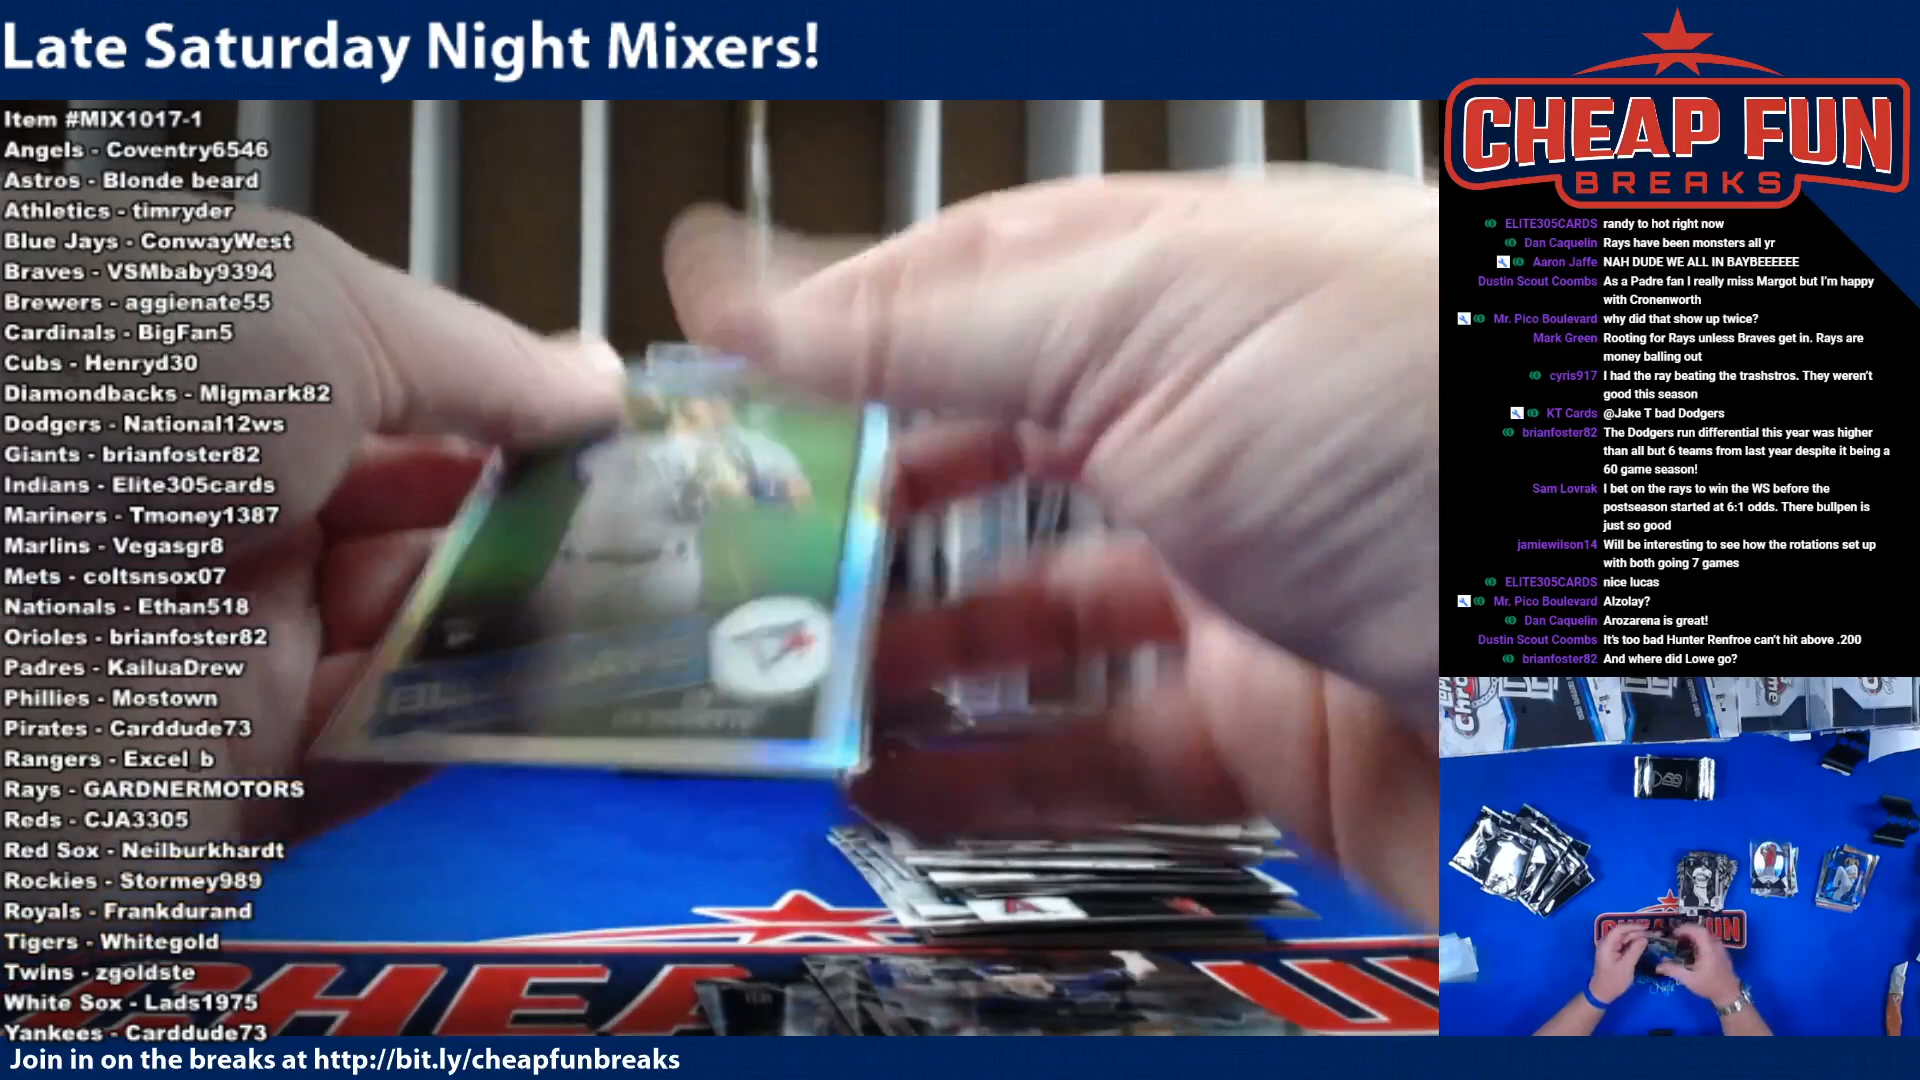 Late Saturday Night Mixers!
CHEAP FUN
BREAKS
Item #MIX1017-1
Angels - Coventry6546
Astros - Blonde beard
Athletics - timryder
Blue Jays - ConwayWest
Braves - VSMbaby9394
Brewers - aggienate55
Cardinals - BigFan5
Cubs - Henryd30
Diamondbacks - Migmark82
Dodgers - National12ws
Giants - brianfoster82
Indians - Elite305cards
Mariners - Tmoney1387
Marlins - Vegasgr8
Mets - coltsnsox07
Nationals - Ethan518
Orioles - brianfoster82
Padres - KailuaDrew
Phillies - Mostown
Pirates - Carddude73
Rangers - Excel b
Rays - GARDNERMOTORS
Reds - CJA3305
Red Sox - Neilburkhardt
Rockies - Stormey989
Royals - Frankdurand
Tigers - Whitegold
Twins - zgoldste
White Sox - Lads1975
Yankees - Carddude73
ELITE305CARDS randy to hot right now
Dan Caquelin Rays have been monsters all yr
Aaron Jaffe NAH DUDE WE ALL IN BAYBEEEEEE
Dustin Scout Coombs As a Padre fan I really miss Margot but I'm happy
with Cronenworth
Mr. Pico Boulevard why did that show up twice?
Mark Green Rooting for Rays unless Braves get in. Rays are
money balling out
cyris917 I had the ray beating the trashstros. They weren't
good this season
KT Cards @Jake T bad Dodgers
brianfoster82 The Dodgers run differential this year was higher
than all but 6 teams from last year despite it being a
60 game season!
Sam Lovrak I bet on the rays to win the WS before the
postseason started at 6:1 odds. There bullpen is
just so good
jamiewilson14 Will be interesting to see how the rotations set up
with both going 7 games
ELITE305CARDS nice lucas
Mr. Pico Boulevard Alzolay?
Dan Caquelin Arozarena is great!
Dustin Scout Coombs It's too bad Hunter Renfroe can't hit above .200
brianfoster82 And where did Lowe go?
CHEAP FUN
Join in on the breaks at http://bit.ly/cheapfunbreaks